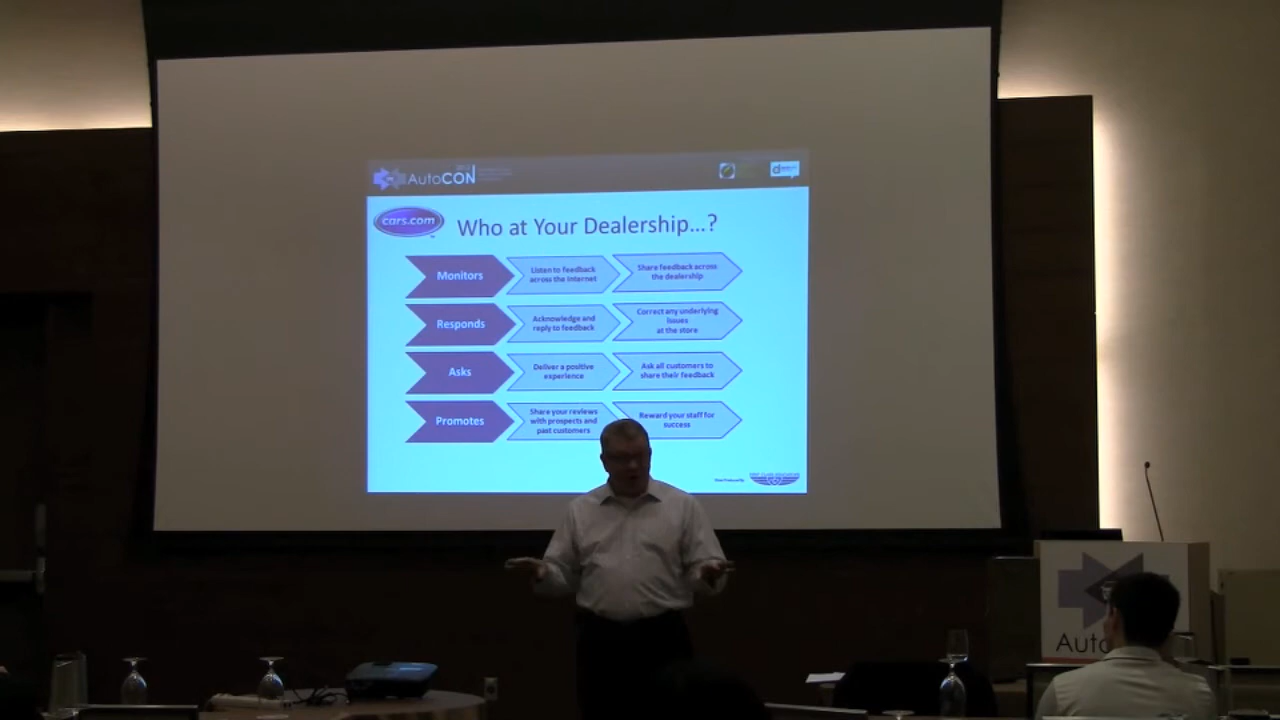 AutoCON
cars.com
Who at Your Dealership...?
Monitors
Listen to feedback
across the Internet
Share feedback across
the dealership
Responds
Acknowledge and
reply to feedback
Correct any underlying
issues
at the store
Asks
Deliver a positive
experience
Ask all customers to
share their feedback
Promotes
Share your reviews
with prospects and
past customers
Reward your staff for
success
Auto